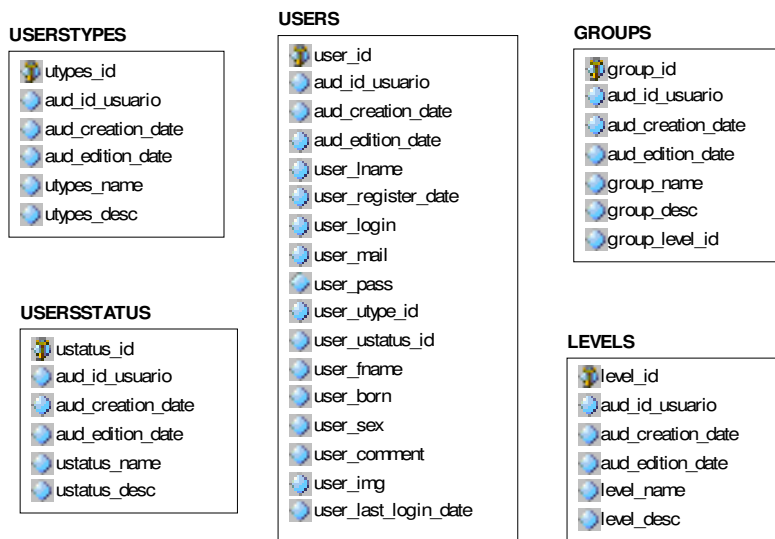 USERSTYPES
utypes_id
aud_id_usuario
aud_creation_date
aud_edition_date
utypes_name
utypes_desc
USERSSTATUS
ustatus_id
aud_id_usuario
aud_creation_date
aud_edition_date
ustatus_name
ustatus_desc
USERS
user_id
aud_id_usuario
aud_creation_date
aud_edition_date
user_lname
user_register_date
user_login
user_mail
user_pass
user_utype_id
user_ustatus_id
user_fname
user_born
user_sex
user_comment
user_img
user_last_login_date
GROUPS
group_id
aud_id_usuario
aud_creation_date
aud_edition_date
group_name
group_desc
group_level_id
LEVELS
level_id
aud_id_usuario
aud_creation_date
aud_edition_date
level_name
level_desc